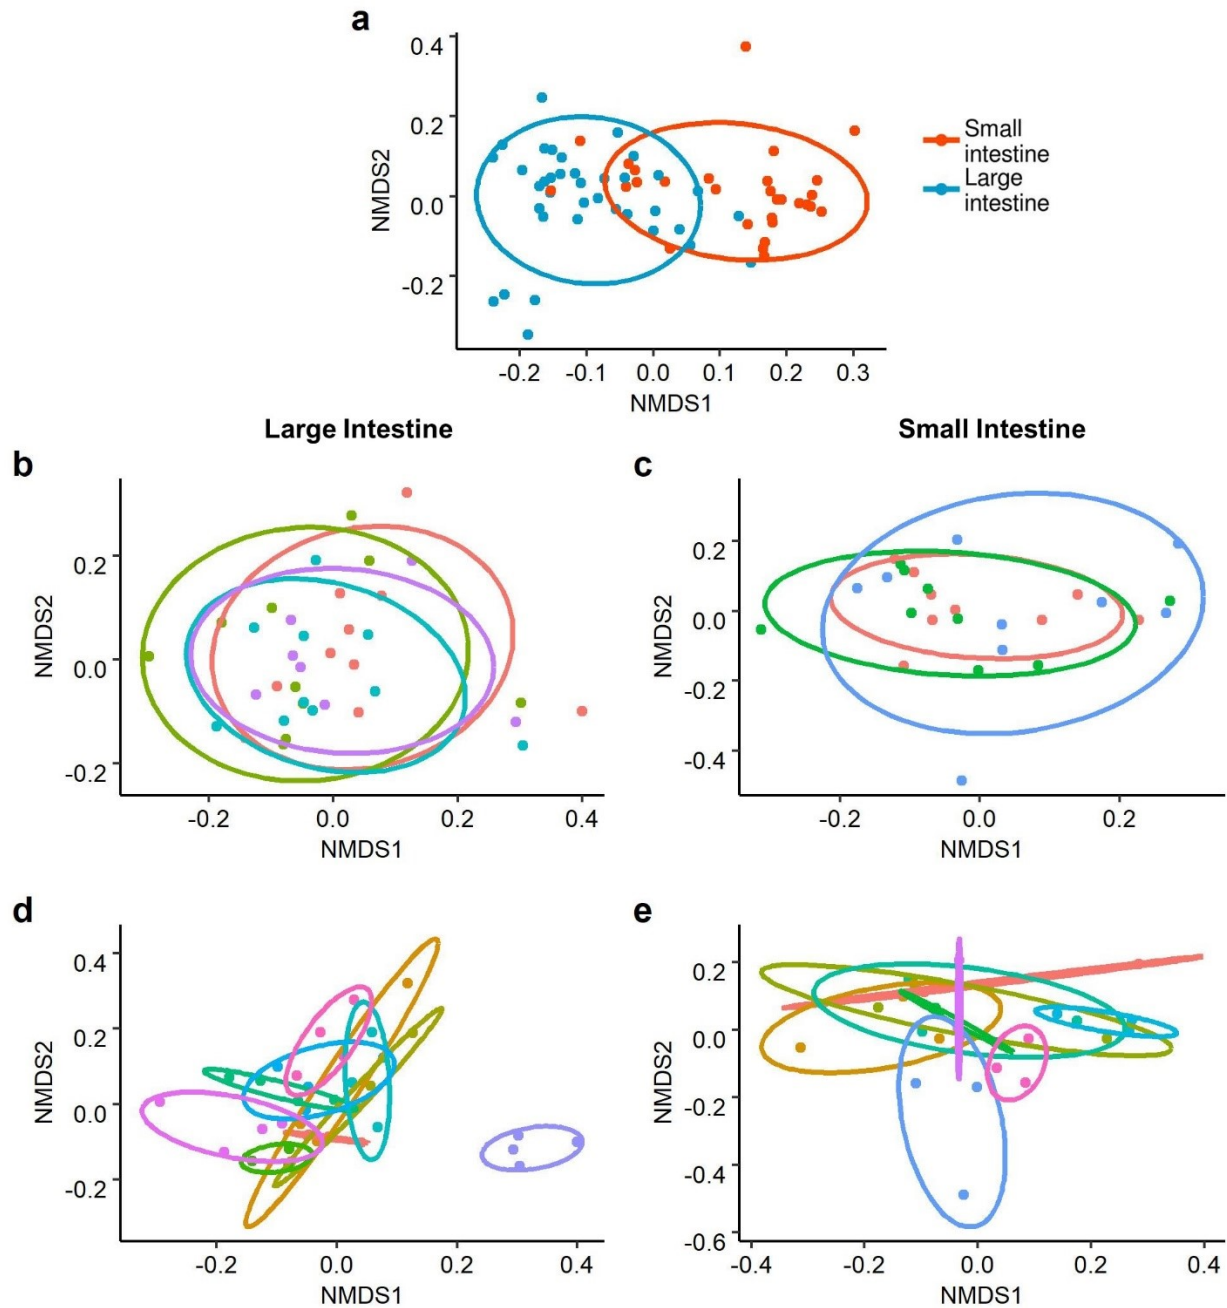 a
0.4
0.2
0.0
-0.2
NMDS2
-0.2 -0.1 0.0 0.1 0.2 0.3
NMDS1
Small
intestine
Large
intestine
Large Intestine
Small Intestine
b
0.2
0.0
-0.2
NMDS2
-0.2 0.0 0.2 0.4
NMDS1
c
0.2
0.0
-0.2
-0.4
NMDS2
-0.2 0.0 0.2
NMDS1
d
0.4
0.2
0.0
-0.2
NMDS2
-0.2 0.0 0.2 0.4
NMDS1
e
0.2
0.0
-0.2
-0.4
-0.6
NMDS2
-0.4 -0.2 0.0 0.2 0.4
NMDS1